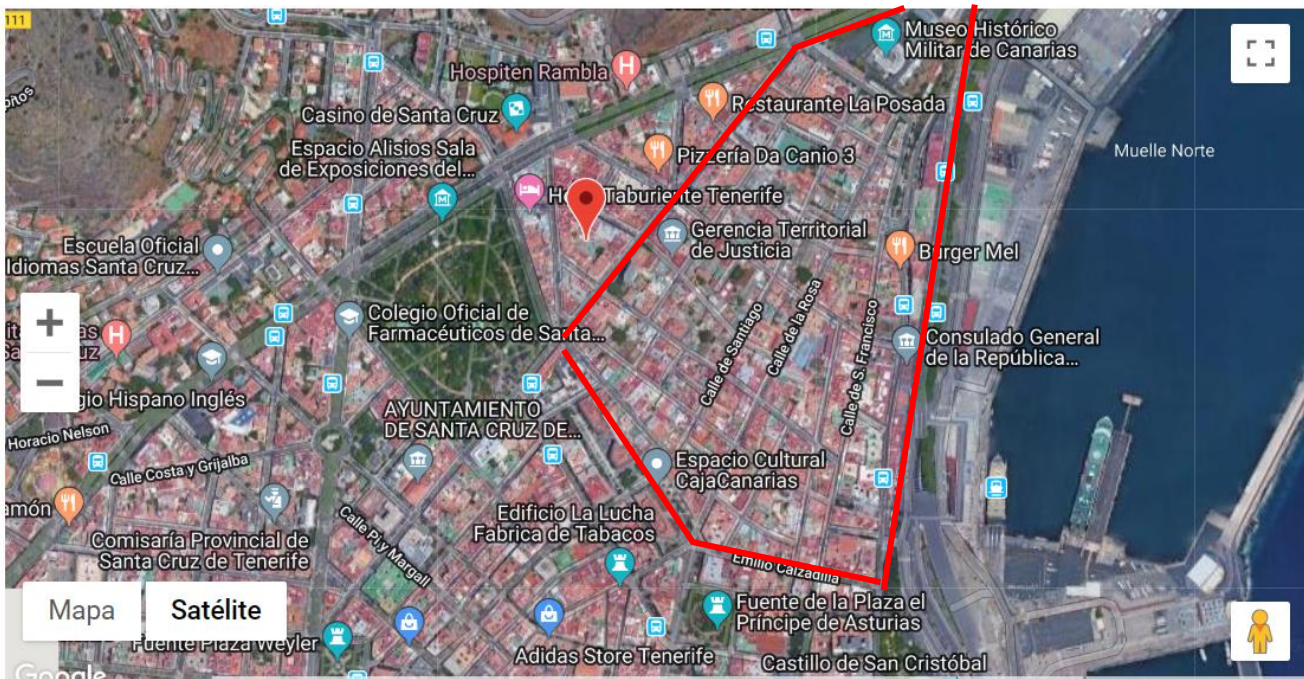 111
Museo Histórico
Militar de Canarias
Hospiten Rambla
Restaurante La Posada
Casino de Santa Cruz
Muelle Norte
Espacio Alisios Sala
de Exposiciones del...
Pizzería Da Canio 3
Taburiente Tenerife
Gerencia Territorial
de Justicia
Escuela Oficial
Idiomas Santa Cruz...
Burger Mel
Colegio Oficial de
Farmacéuticos de Santa...
Calle de Santiago
Calle de la Rosa
Calle de S. Francisco
Consulado General
de la República...
+
−
Hispano Inglés
AYUNTAMIENTO
DE SANTA CRUZ DE...
Horacio Nelson
Calle Costa y Grijalba
Espacio Cultural
CajaCanarias
Edificio La Lucha
Fabrica de Tabacos
Comisaría Provincial de
Santa Cruz de Tenerife
Calle Pi y Margall
Emilio Calzadilla
Mapa
Satélite
Fuente de la Plaza el
Príncipe de Asturias
Fuente Plaza Weyler
Adidas Store Tenerife
Castillo de San Cristóbal
Google